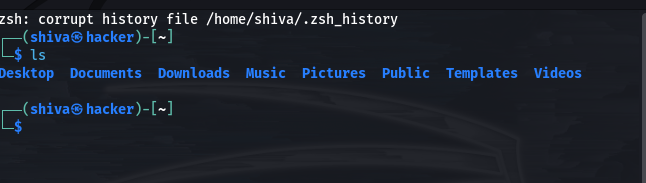 zsh: corrupt history file /home/shiva/.zsh_history
┌──(shiva㉿hacker)-[~]
└─$ ls
Desktop Documents Downloads Music Pictures Public Templates Videos
┌──(shiva㉿hacker)-[~]
└─$